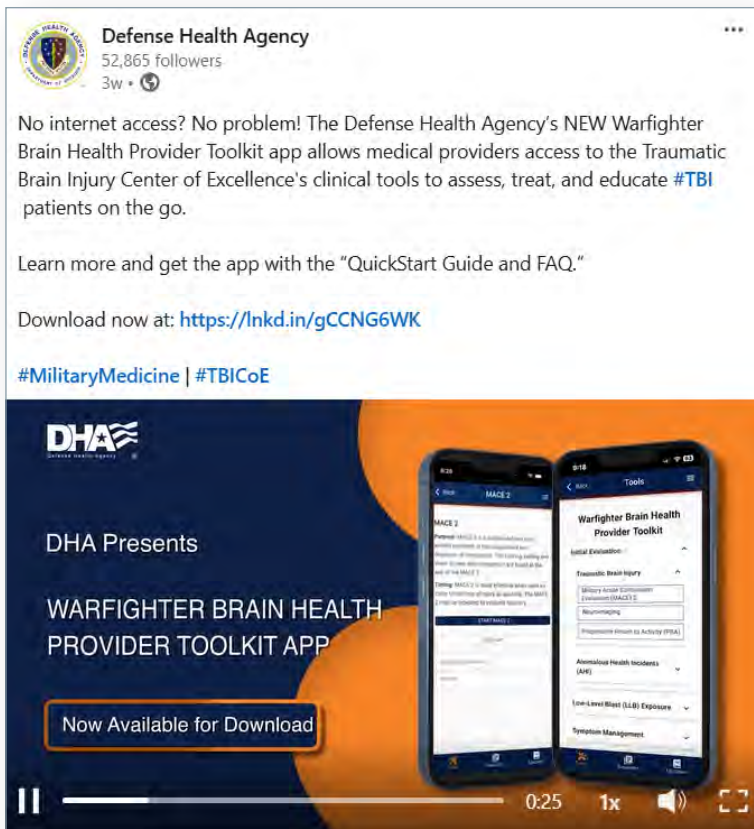 Defense Health Agency
52,865 followers
3w •
No internet access? No problem! The Defense Health Agency's NEW Warfighter
Brain Health Provider Toolkit app allows medical providers access to the Traumatic
Brain Injury Center of Excellence's clinical tools to assess, treat, and educate #TBI
patients on the go.
Learn more and get the app with the “QuickStart Guide and FAQ.”
Download now at: https://lnkd.in/gCCNG6WK
#MilitaryMedicine | #TBICoE
DHA
Defense Health Agency
DHA Presents
WARFIGHTER BRAIN HEALTH
PROVIDER TOOLKIT APP
Now Available for Download
Back
MACE 2
MACE 2
START MACE 2
Back
Tools
Warfighter Brain Health
Provider Toolkit
Initial Evaluation
Traumatic Brain Injury
Military Acute Concussion
Evaluation (MACE) 2
Neuroimaging
Progressive Return to Activity (PRA)
Anomalous Health Incidents
(AHI)
Low-Level Blast (LLB) Exposure
Symptom Management
0:25
1x